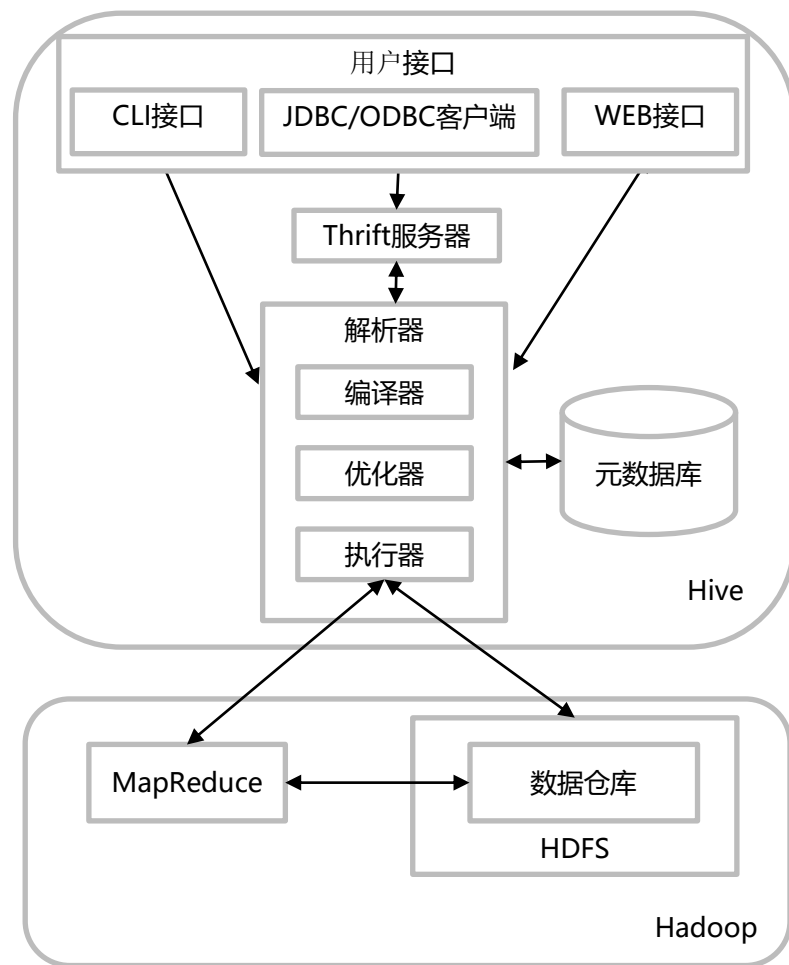 用户接口
CLI接口
JDBC/ODBC客户端
WEB接口
Thrift服务器
解析器
编译器
优化器
执行器
元数据库
Hive
MapReduce
数据仓库
HDFS
Hadoop